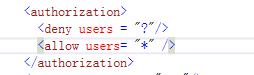 <authorization>
<deny users = "?"/>
<allow users= "*" />
</authorization>